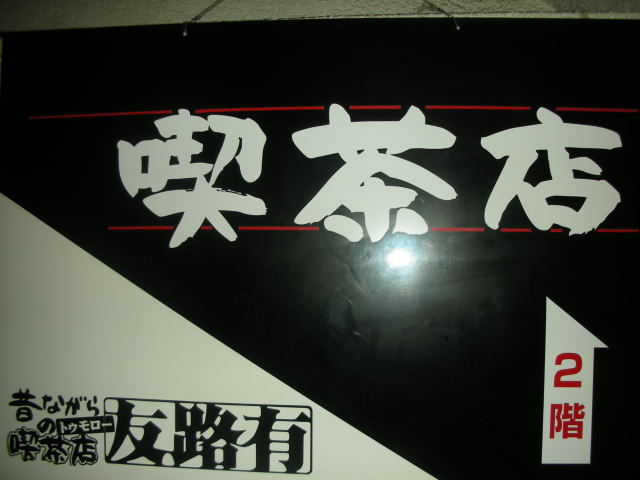 喫茶店
2階
昔ながら
の
トゥモロー
喫茶店
友路有